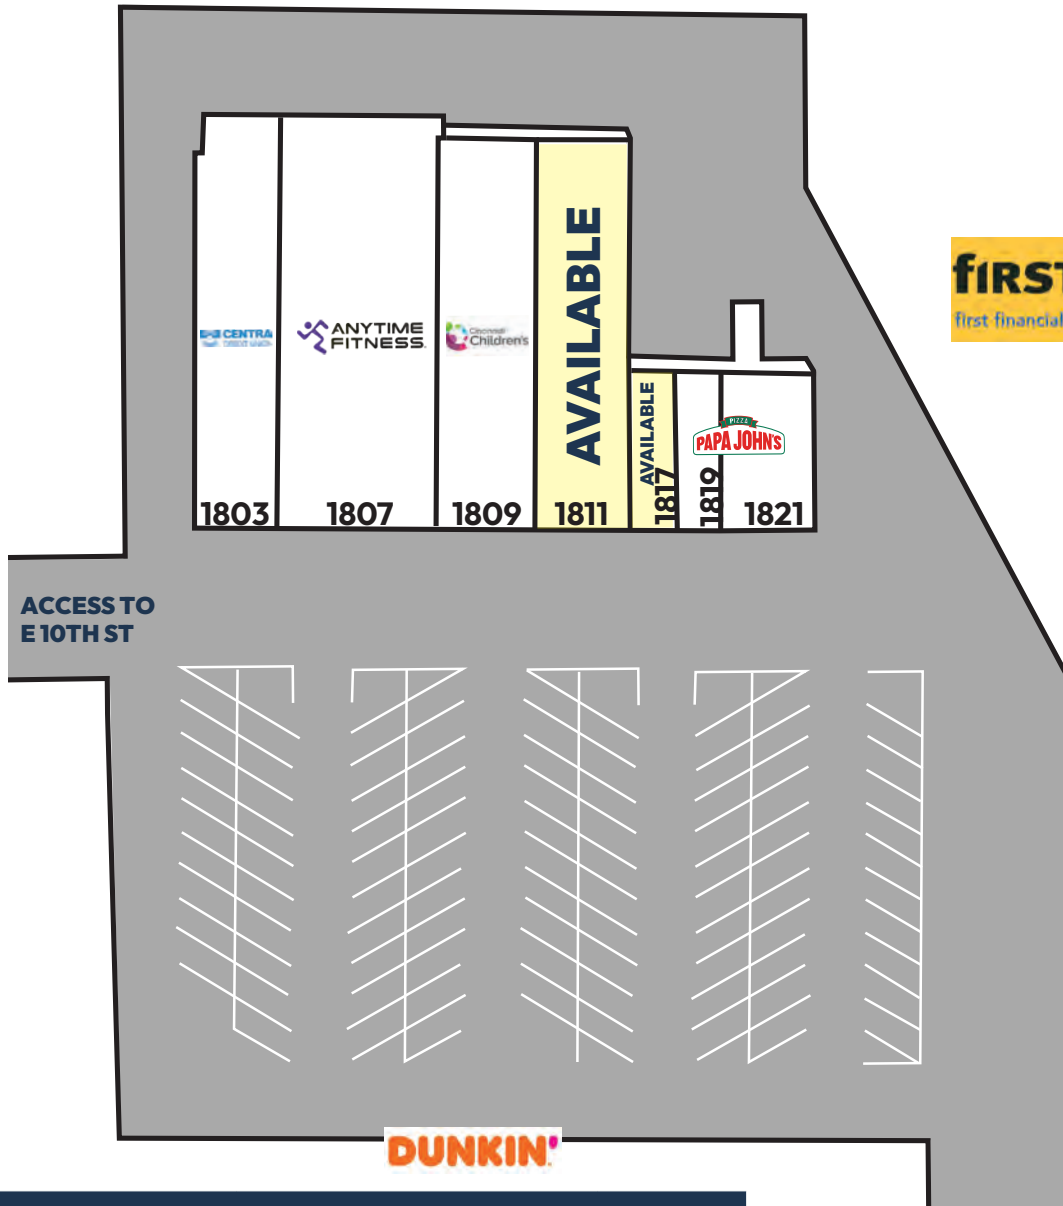 fIRST
first financial
AVAILABLE
CENTRA
ANYTIME
FITNESS.
Cincinnati
Children's
AVAILABLE
PIZZA
PAPA JOHN'S
1803
1807
1809
1811
1817
1819
1821
ACCESS TO
E 10TH ST
DUNKIN'